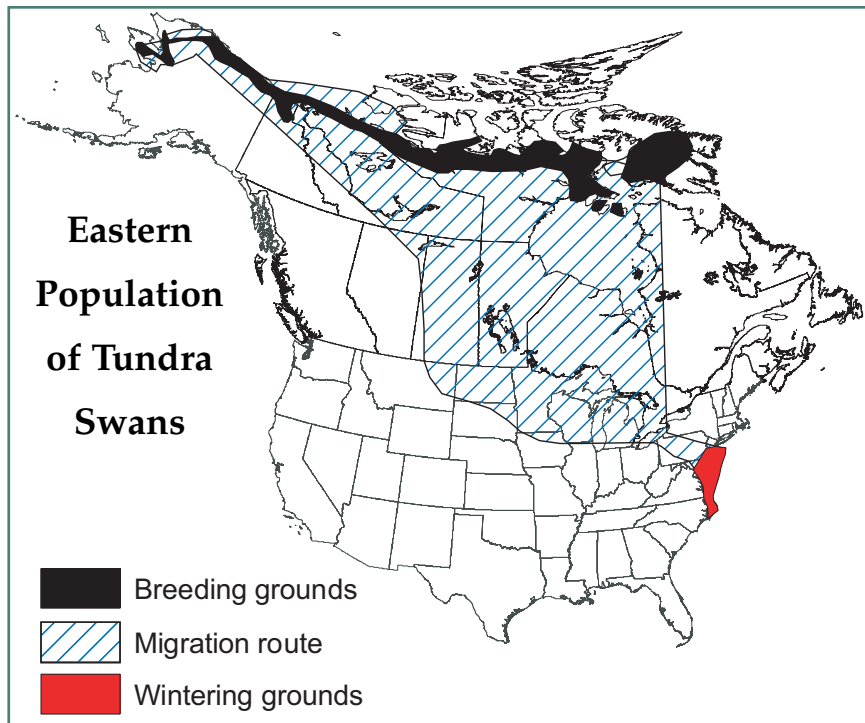 Eastern
Population
of Tundra
Swans
Breeding grounds
Migration route
Wintering grounds